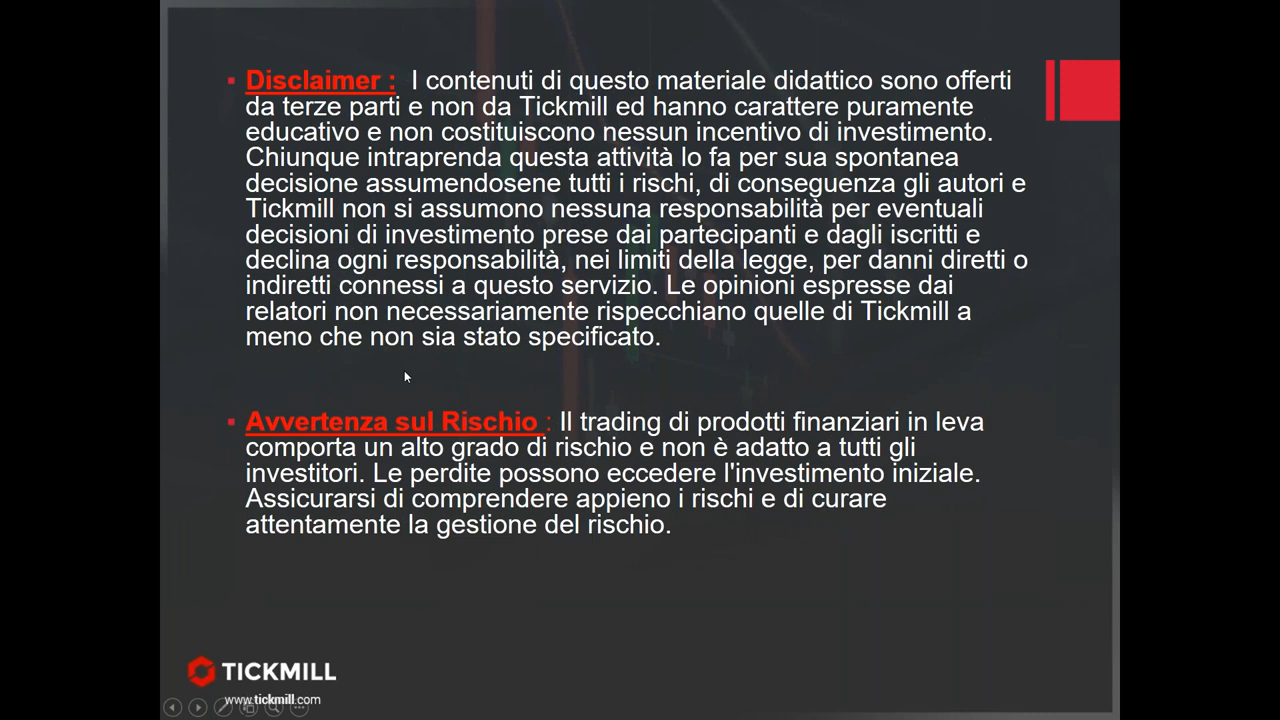 Disclaimer : I contenuti di questo materiale didattico sono offerti
da terze parti e non da Tickmill ed hanno carattere puramente
educativo e non costituiscono nessun incentivo di investimento.
Chiunque intraprenda questa attività lo fa per sua spontanea
decisione assumendosene tutti i rischi, di conseguenza gli autori e
Tickmill non si assumono nessuna responsabilità per eventuali
decisioni di investimento prese dai partecipanti e dagli iscritti e
declina ogni responsabilità, nei limiti della legge, per danni diretti o
indiretti connessi a questo servizio. Le opinioni espresse dai
relatori non necessariamente rispecchiano quelle di Tickmill a
meno che non sia stato specificato.
Avvertenza sul Rischio : Il trading di prodotti finanziari in leva
comporta un alto grado di rischio e non è adatto a tutti gli
investitori. Le perdite possono eccedere l'investimento iniziale.
Assicurarsi di comprendere appieno i rischi e di curare
attentamente la gestione del rischio.
TICKMILL
www.tickmill.com